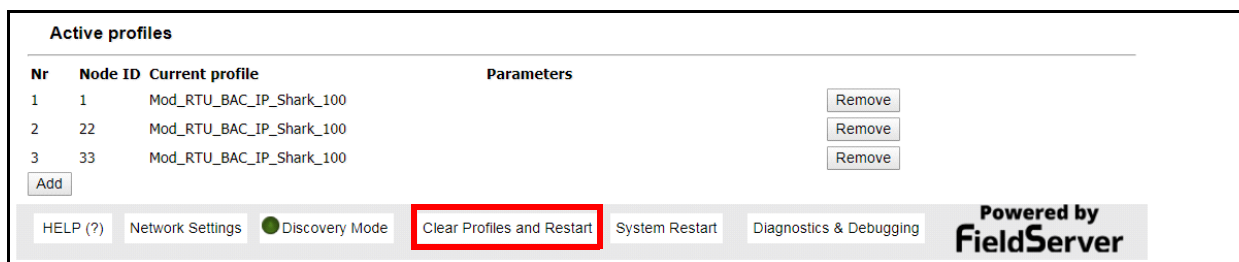 Active profiles
Nr Node ID Current profile Parameters
1 1 Mod_RTU_BAC_IP_Shark_100 Remove
2 22 Mod_RTU_BAC_IP_Shark_100 Remove
3 33 Mod_RTU_BAC_IP_Shark_100 Remove
Add
HELP (?) Network Settings Discovery Mode Clear Profiles and Restart System Restart Diagnostics & Debugging Powered by
FieldServer